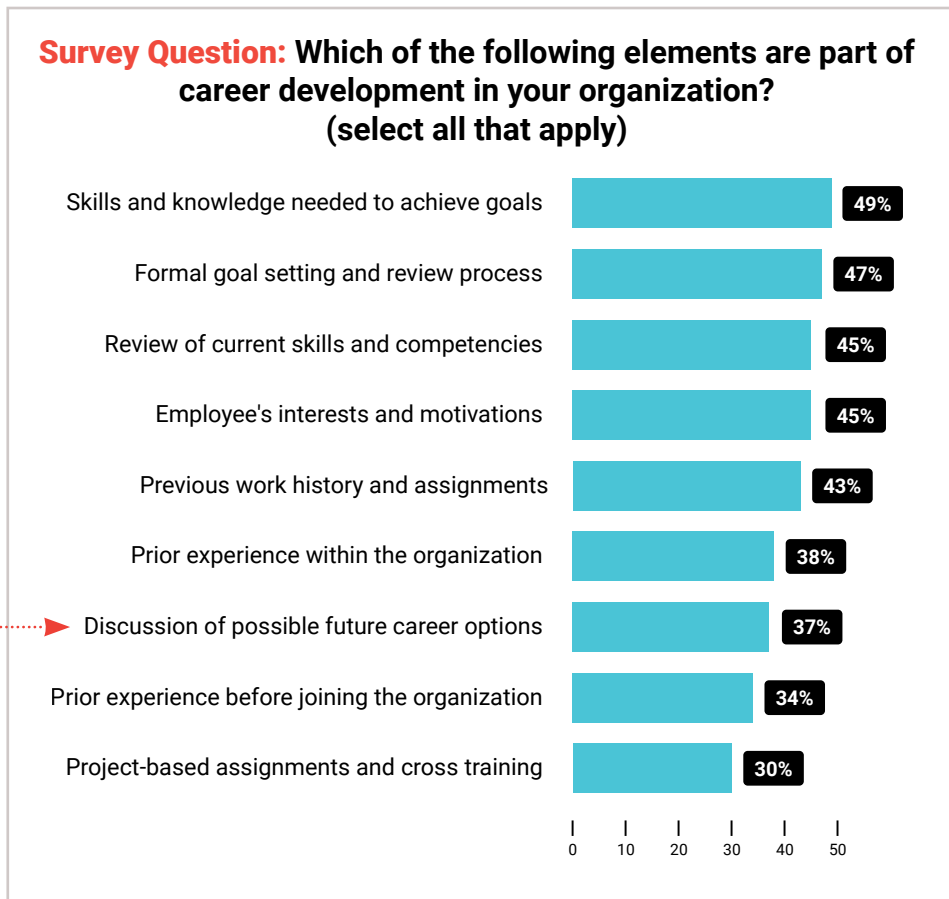 Survey Question: Which of the following elements are part of
career development in your organization?
(select all that apply)
Skills and knowledge needed to achieve goals 49%
Formal goal setting and review process 47%
Review of current skills and competencies 45%
Employee's interests and motivations 45%
Previous work history and assignments 43%
Prior experience within the organization 38%
Discussion of possible future career options 37%
Prior experience before joining the organization 34%
Project-based assignments and cross training 30%
0 10 20 30 40 50